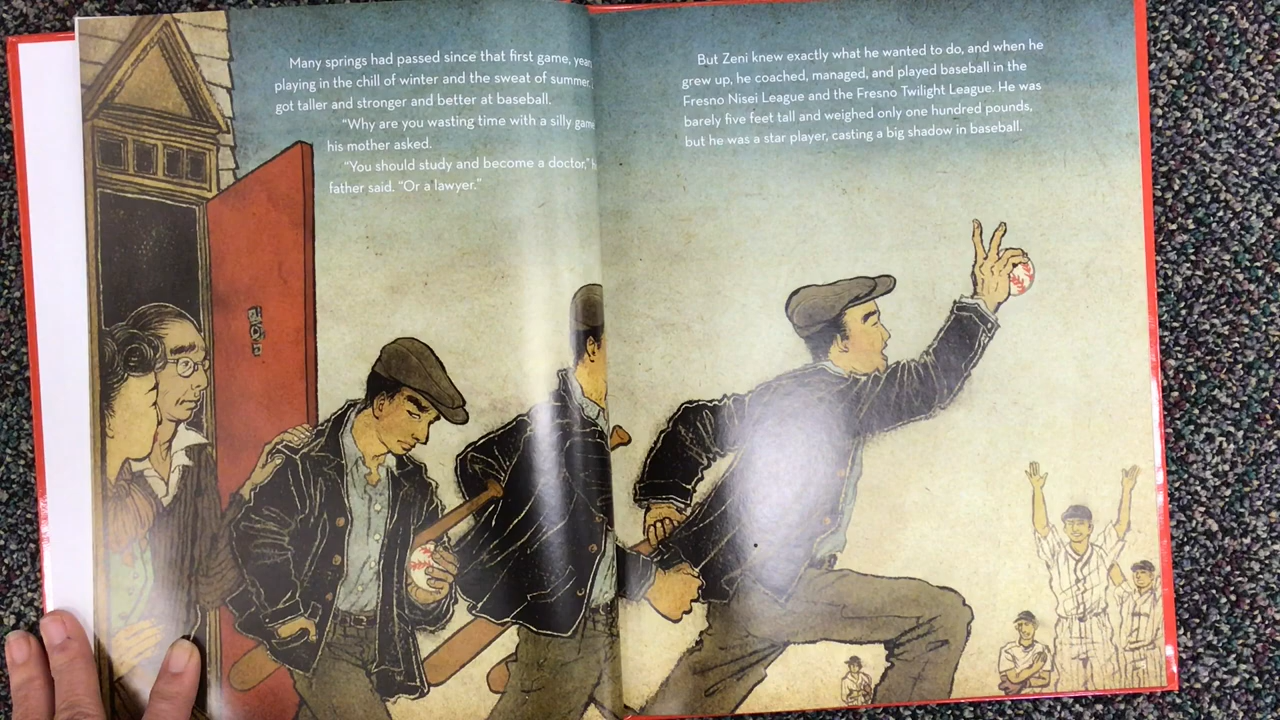 Many springs had passed since that first game,
playing in the chill of winter and the sweat of summer.
got taller and stronger and better at baseball.
"Why are you wasting time with a silly
his mother asked.
"You should study and become a doctor,"
father said. "Or a lawyer."
But Zeni knew exactly what he wanted to do, and when he
grew up, he coached, managed, and played baseball in the
Fresno Nisei League and the Fresno Twilight League. He was
barely five feet tall and weighed only one hundred pounds,
but he was a star player, casting a big shadow in baseball.